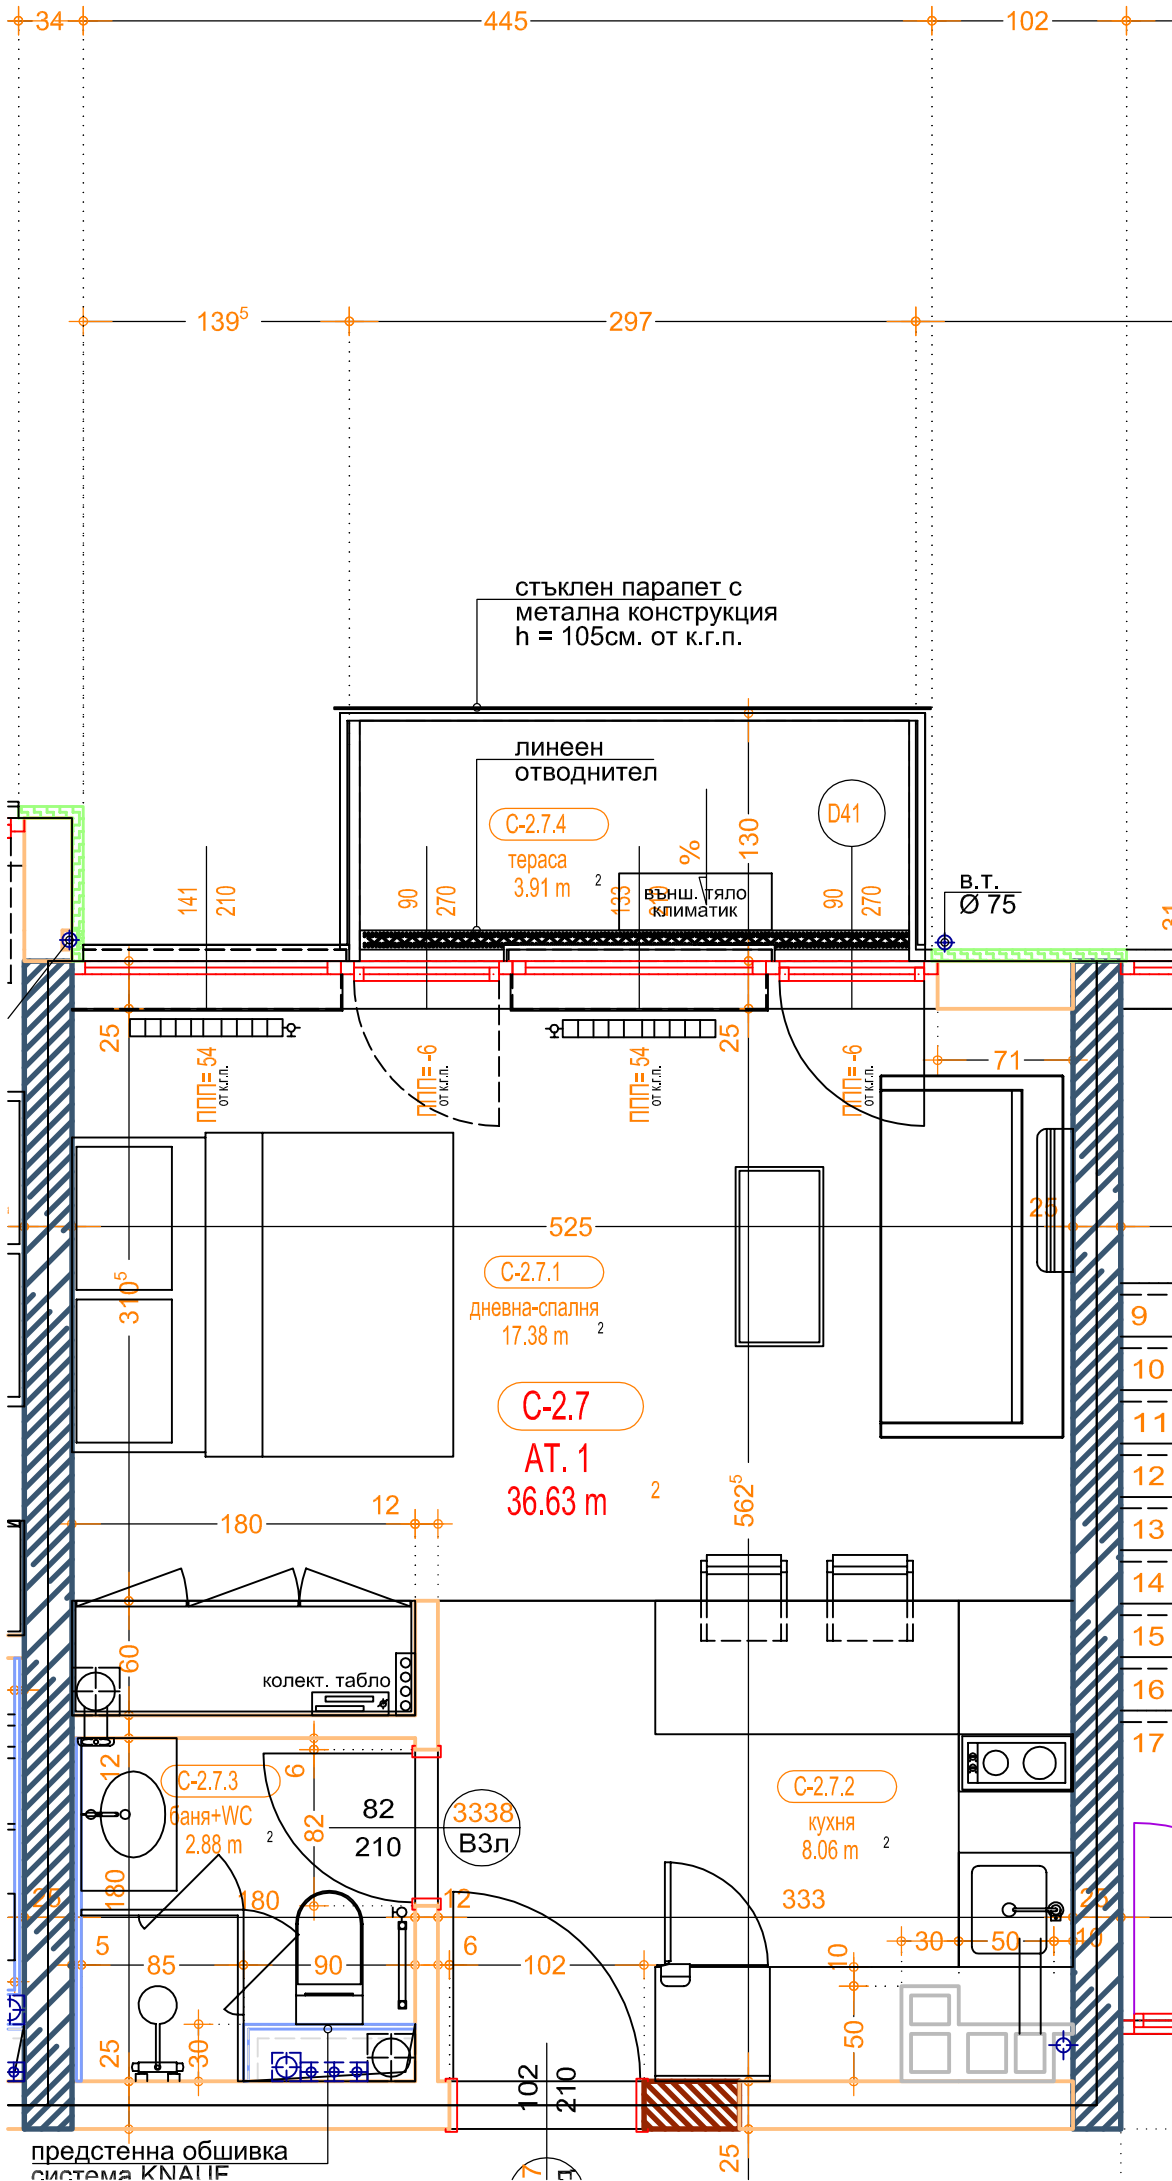 34
445
102
139⁵
297
стъклен парапет с
метална конструкция
h = 105см. от к.г.п.
линеен
отводнител
C-2.7.4
тераса
3.91 m ²
D41
130
%
външ. тяло
климатик
в.т.
Ø 75
141
210
90
270
133
90
270
25
ППП= 54
от к.г.п.
ППП= -6
от к.г.п.
ППП= 54
от к.г.п.
25
ППП= -6
от к.г.п.
71
525
25
310⁵
C-2.7.1
дневна-спалня
17.38 m ²
C-2.7
АТ. 1
36.63 m ²
562⁵
9
10
11
12
13
14
15
16
17
180
12
60
колект. табло
12
6
82
C-2.7.3
баня+WC
2.88 m ²
82
210
3338
В3л
C-2.7.2
кухня
8.06 m ²
25
180
180
12
333
25
5
85
90
6
102
30
50
10
10
50
25
30
102
210
25
предстенна обшивка
система KNAUF
7